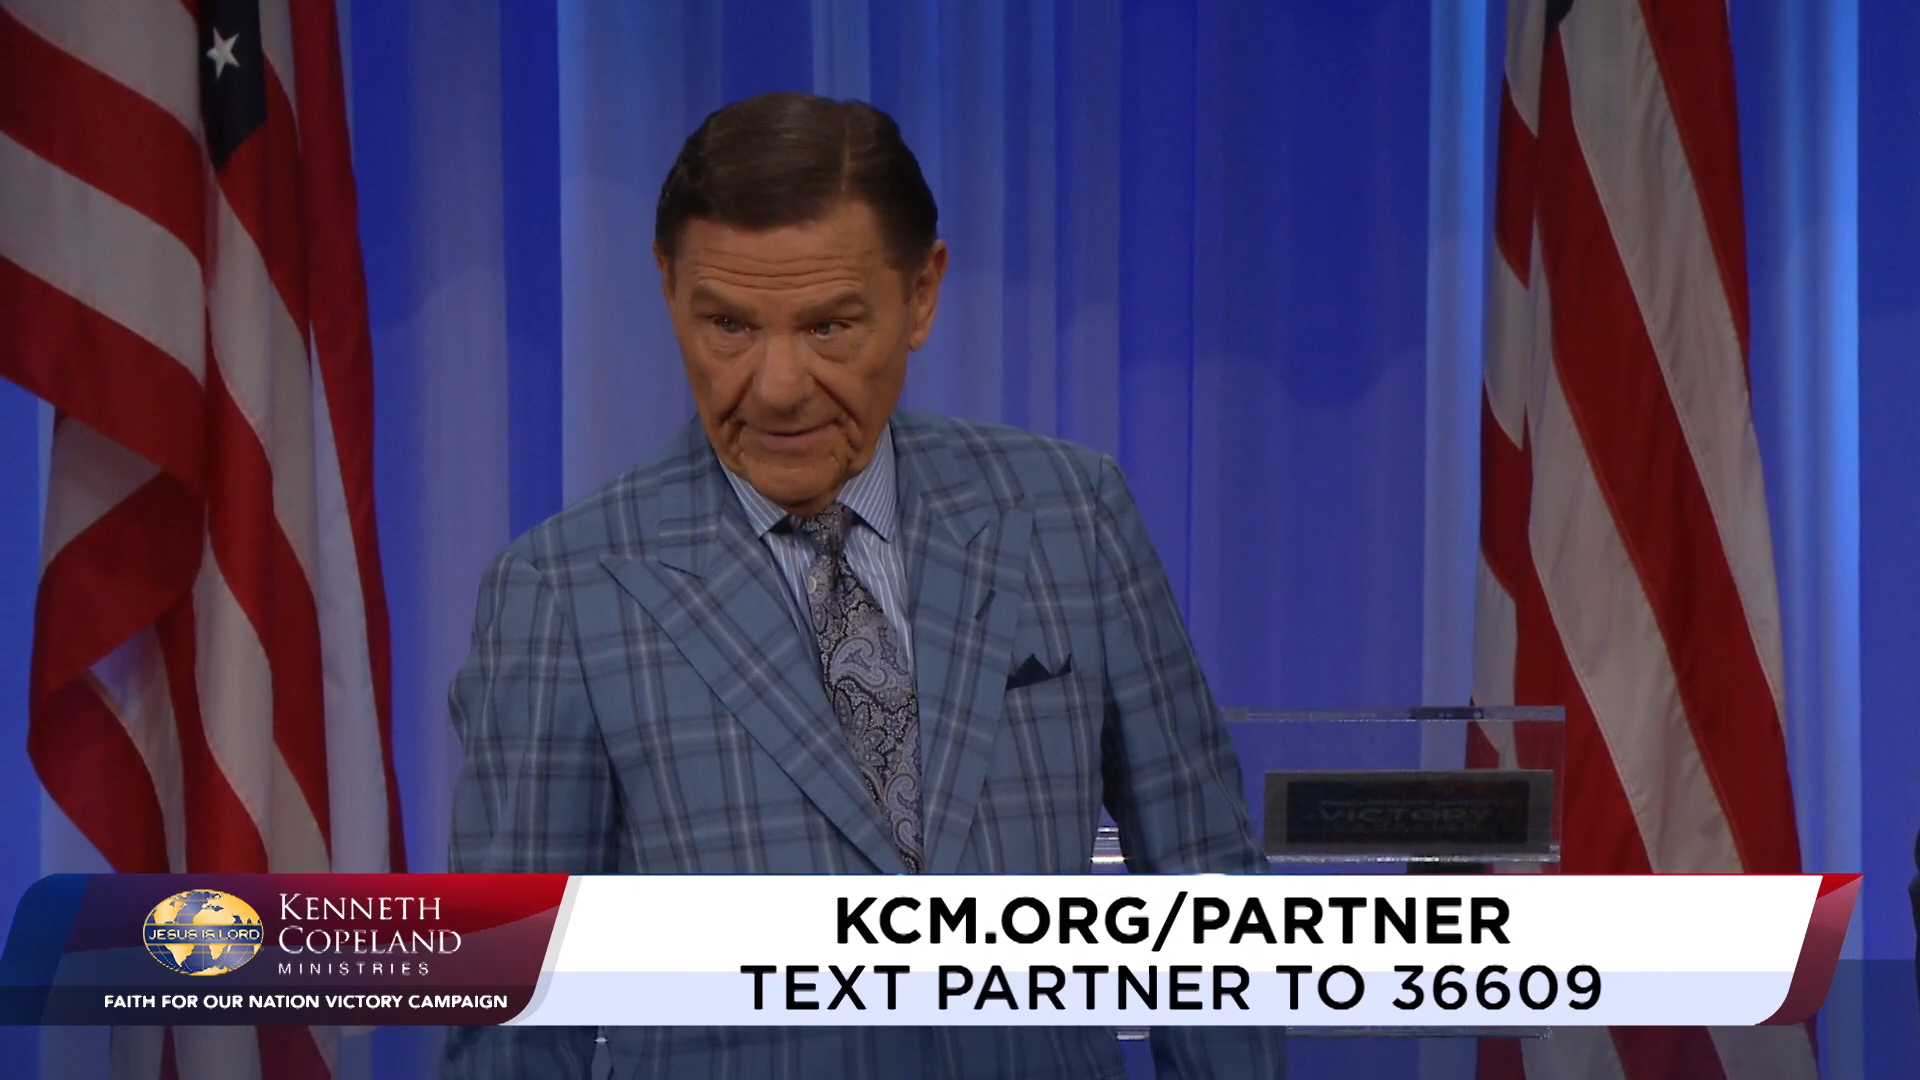 VICTORY
JESUS IS LORD
KENNETH
COPELAND
MINISTRIES
FAITH FOR OUR NATION VICTORY CAMPAIGN
KCM.ORG/PARTNER
TEXT PARTNER TO 36609